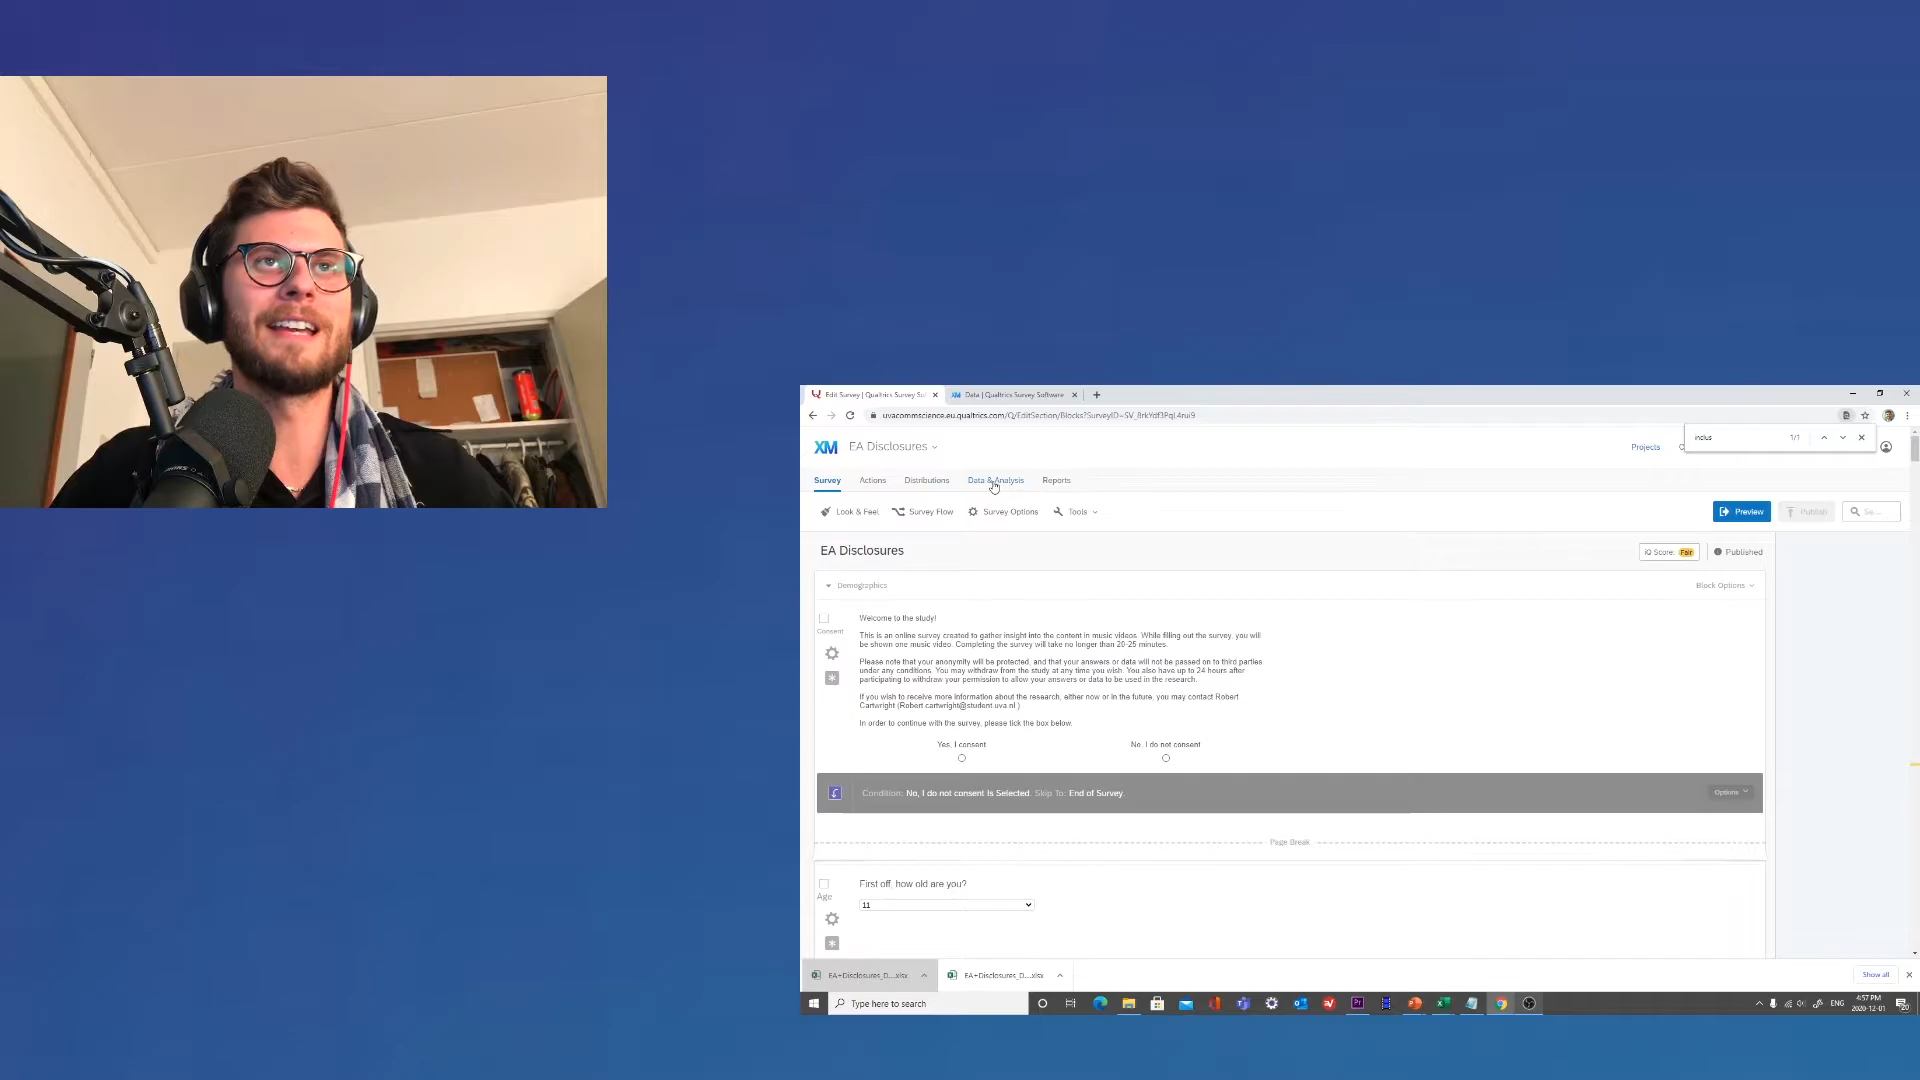 Edit Survey | Qualtrics Survey Sof
Data | Qualtrics Survey Software
uvacommscience.eu.qualtrics.com/Q/EditSection/Blocks?SurveyID=SV_8rkYdf3PqL4rui9
inclus 1/1
XM EA Disclosures
Projects
Survey Actions Distributions Data & Analysis Reports
Look & Feel Survey Flow Survey Options Tools
Preview Publish Se...
EA Disclosures
iQ Score: Fair Published
Demographics Block Options
Consent
Welcome to the study!
This is an online survey created to gather insight into the content in music videos. While filling out the survey, you will
be shown one music video. Completing the survey will take no longer than 20-25 minutes.
Please note that your anonymity will be protected, and that your answers or data will not be passed on to third parties
under any conditions. You may withdraw from the study at any time you wish. You also have up to 24 hours after
participating to withdraw your permission to allow your answers or data to be used in the research.
If you wish to receive more information about the research, either now or in the future, you may contact Robert
Cartwright (Robert.cartwright@student.uva.nl )
In order to continue with the survey, please tick the box below.
Yes, I consent No, I do not consent
Condition: No, I do not consent Is Selected. Skip To: End of Survey. Options
Page Break
Age
First off, how old are you?
11
EA+Disclosures_D....xlsx
EA+Disclosures_D....xlsx
Show all
Type here to search
ENG
4:57 PM
2020-12-01
20